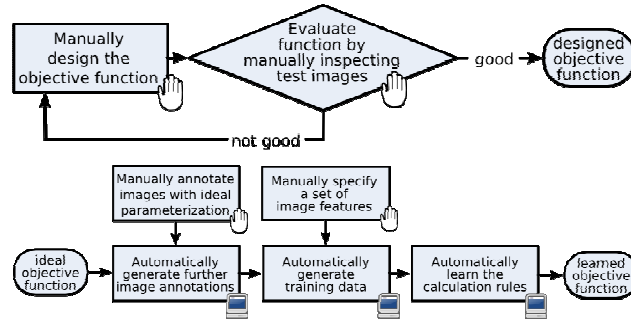 Manually
design the
objective function
Evaluate
function by
manually inspecting
test images
good
designed
objective
function
not good
Manually annotate
images with ideal
parameterization
Manually specify
a set of
image features
ideal
objective
function
Automatically
generate further
image annotations
Automatically
generate
training data
Automatically
learn the
calculation rules
learned
objective
function